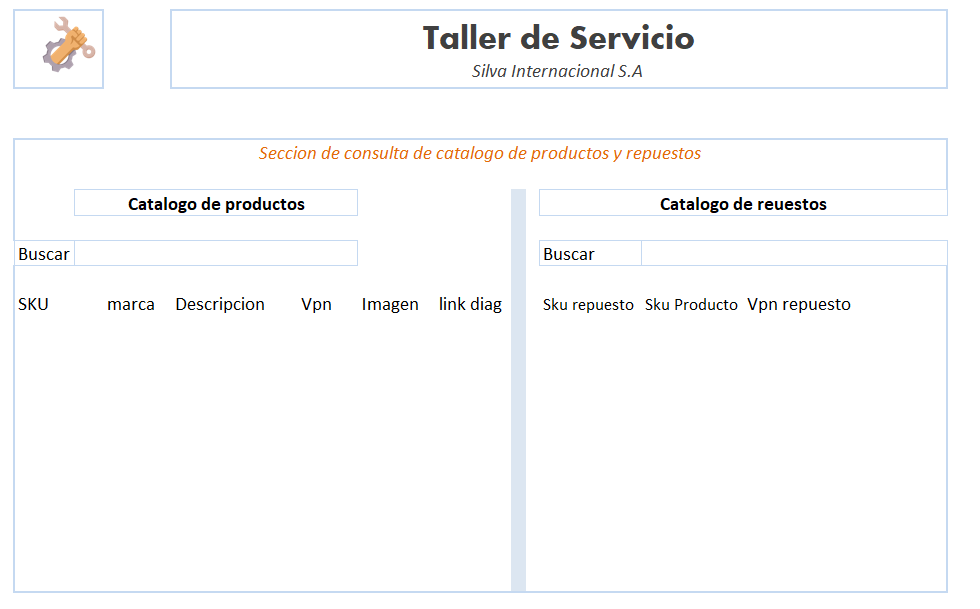 Taller de Servicio
Silva Internacional S.A
Seccion de consulta de catalogo de productos y repuestos
Catalogo de productos
Buscar
SKU marca Descripcion Vpn Imagen link diag
Catalogo de reuestos
Buscar
Sku repuesto Sku Producto Vpn repuesto